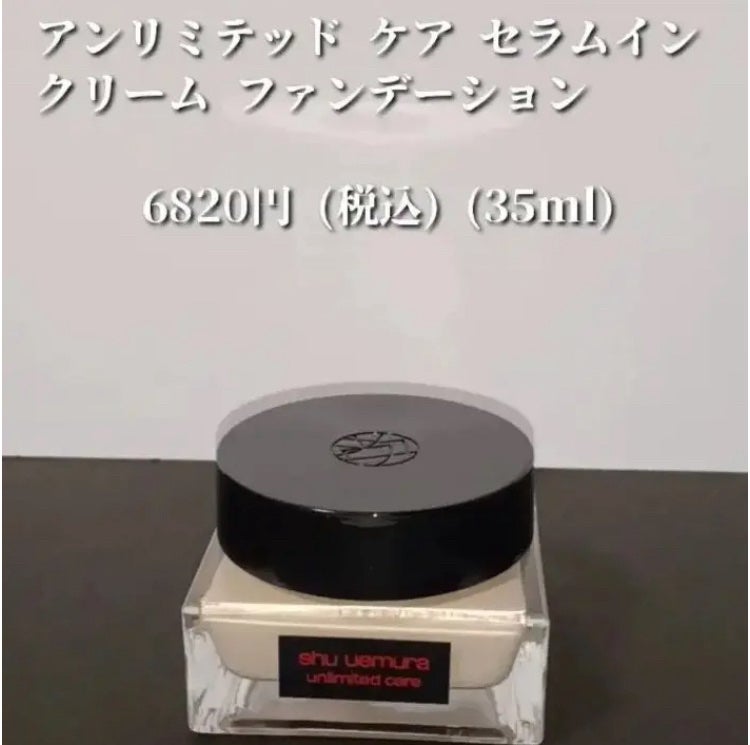 アンリミテッド ケア セラムイン
クリーム ファンデーション
6820円 (税込) (35ml)
shu uemura
unlimited care